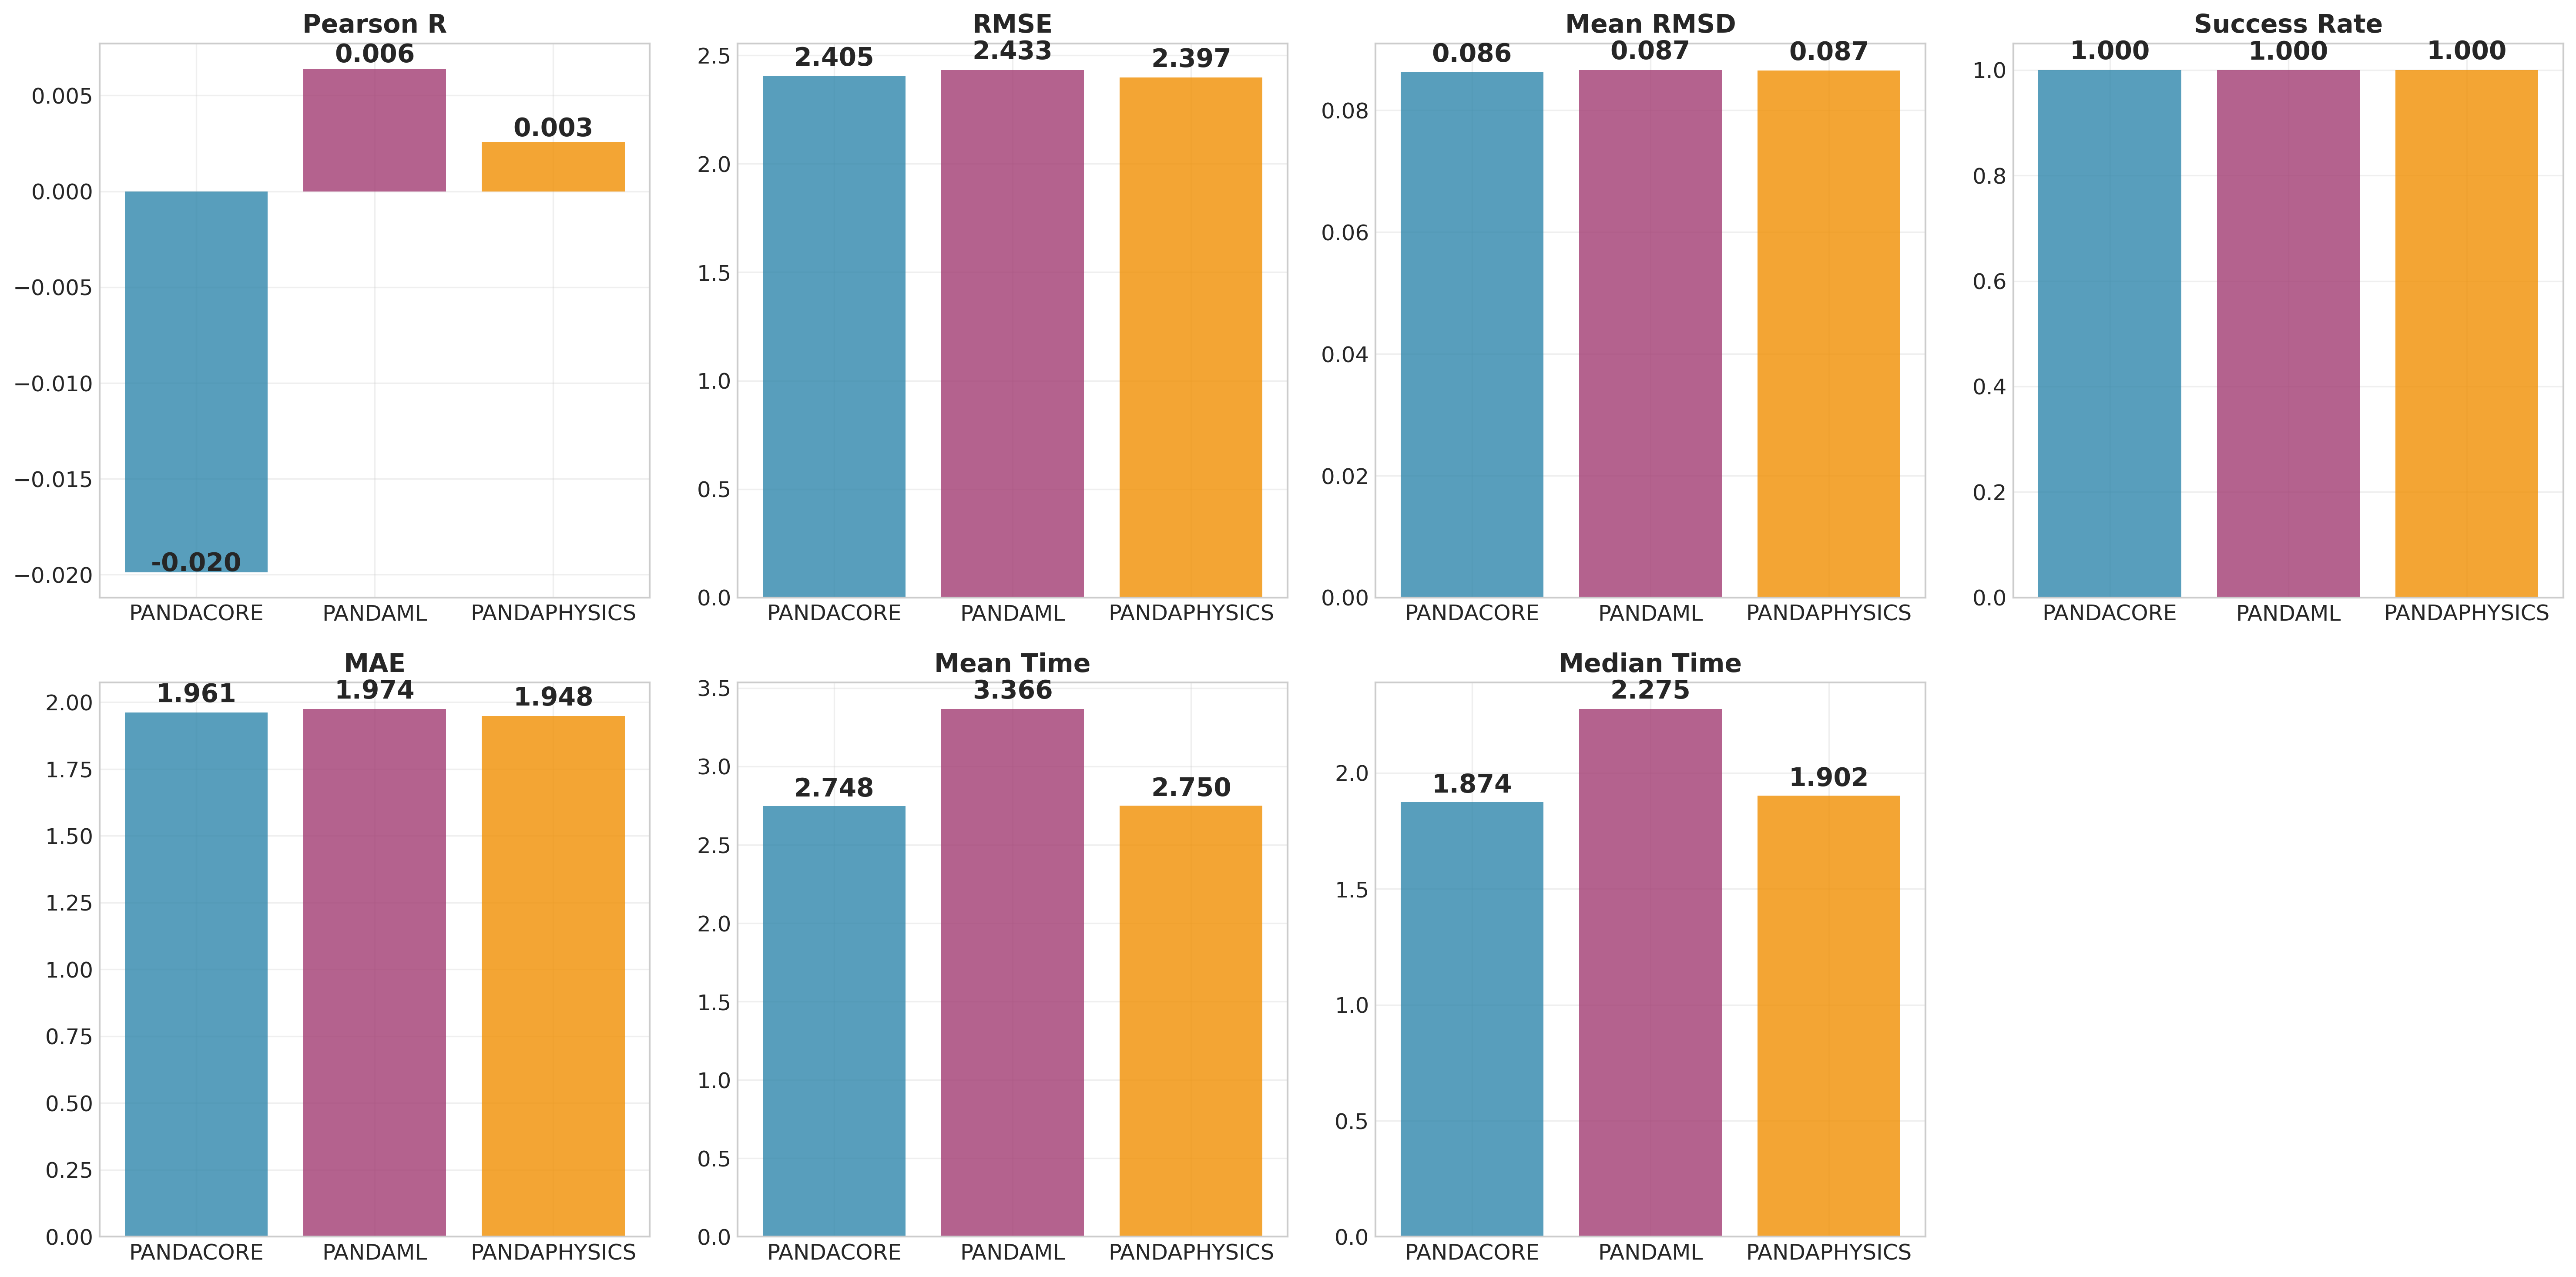 Pearson R
0.006
0.005
0.003
0.000
−0.005
−0.010
−0.015
-0.020
−0.020
PANDACORE PANDAML PANDAPHYSICS
RMSE
2.5
2.405 2.433 2.397
2.0
1.5
1.0
0.5
0.0
PANDACORE PANDAML PANDAPHYSICS
Mean RMSD
0.086 0.087 0.087
0.08
0.06
0.04
0.02
0.00
PANDACORE PANDAML PANDAPHYSICS
Success Rate
1.000 1.000 1.000
1.0
0.8
0.6
0.4
0.2
0.0
PANDACORE PANDAML PANDAPHYSICS
MAE
1.961 1.974 1.948
2.00
1.75
1.50
1.25
1.00
0.75
0.50
0.25
0.00
PANDACORE PANDAML PANDAPHYSICS
Mean Time
3.5
3.366
3.0
2.748 2.750
2.5
2.0
1.5
1.0
0.5
0.0
PANDACORE PANDAML PANDAPHYSICS
Median Time
2.275
2.0
1.874 1.902
1.5
1.0
0.5
0.0
PANDACORE PANDAML PANDAPHYSICS